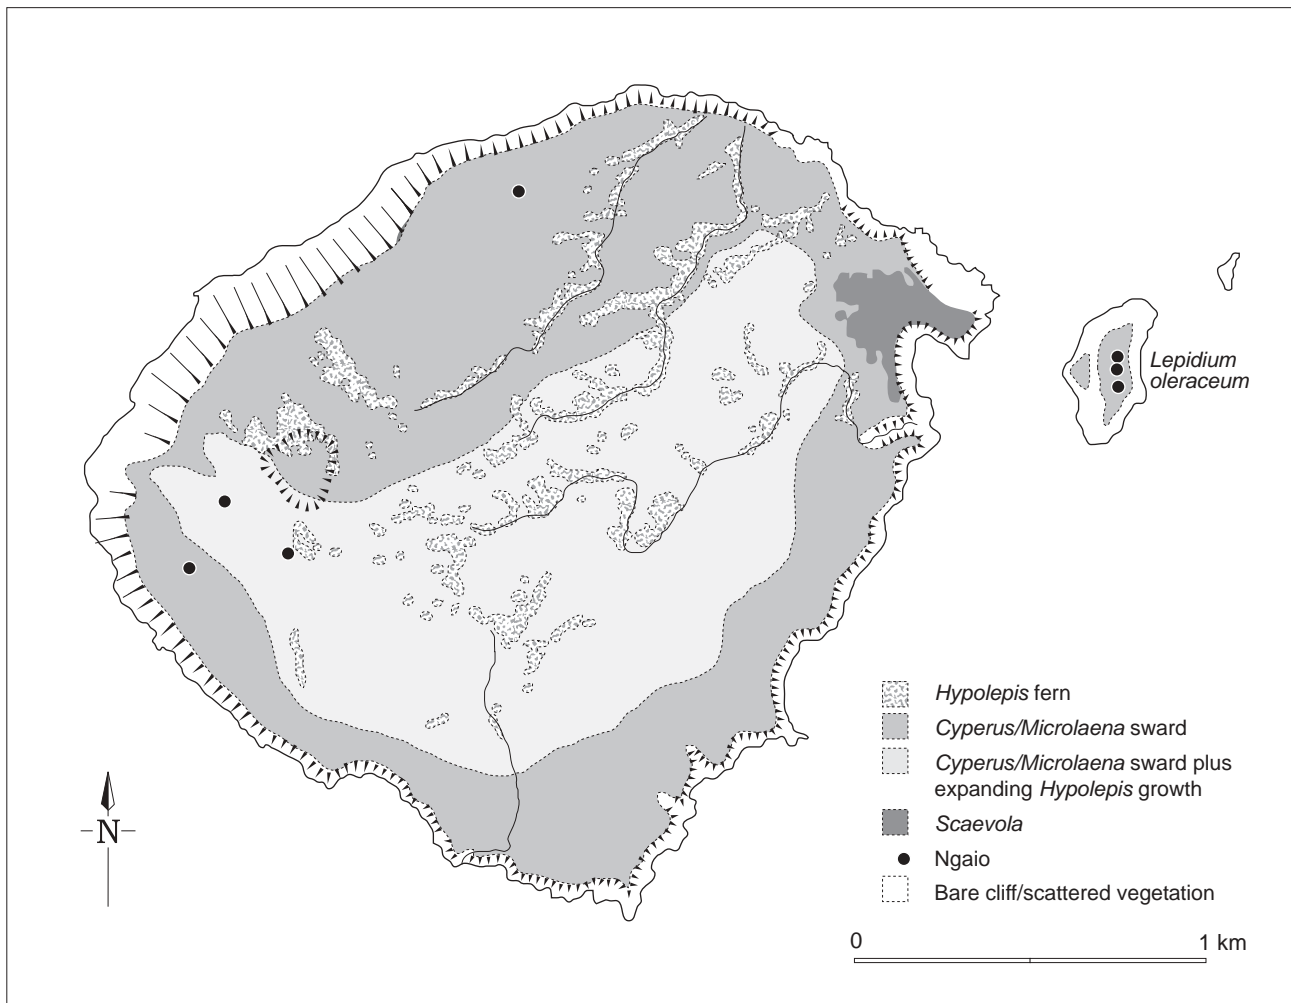 Lepidium
oleraceum
Hypolepis fern
Cyperus/Microlaena sward
Cyperus/Microlaena sward plus
expanding Hypolepis growth
Scaevola
Ngaio
Bare cliff/scattered vegetation
N
0 1 km